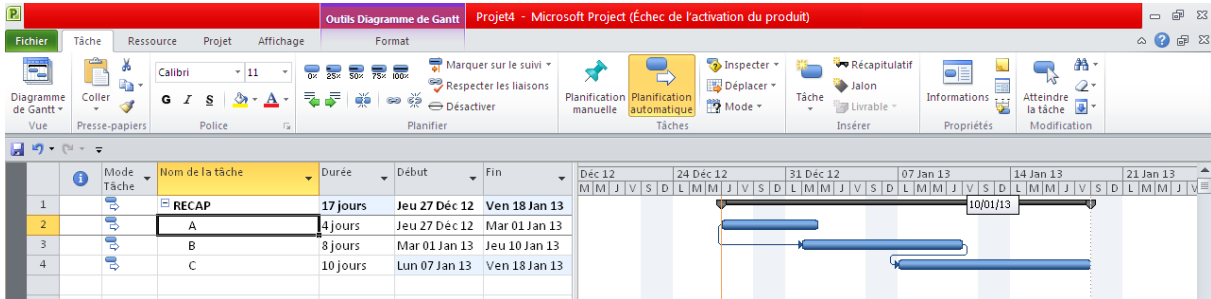 Outils Diagramme de Gantt
Projet4 - Microsoft Project (Échec de l'activation du produit)
Fichier Tâche Ressource Projet Affichage Format
Diagramme de Gantt
Vue
Coller
Presse-papiers
Calibri 11
G I S A
Police
0% 25% 50% 75% 100%
Marquer sur le suivi
Respecter les liaisons
Désactiver
Planifier
Planification manuelle
Planification automatique
Inspecter
Déplacer
Mode
Tâches
Tâche
Récapitulatif
Jalon
Livrable
Insérer
Informations
Propriétés
Atteindre la tâche
Modification
Mode Tâche Nom de la tâche Durée Début Fin
Déc 12 24 Déc 12 31 Déc 12 07 Jan 13 14 Jan 13 21 Jan 13
M M J V S D L M M J V S D L M M J V S D L M M J V S D L M M J V S D L M M J V
1 RECAP 17 jours Jeu 27 Déc 12 Ven 18 Jan 13
10/01/13
2 A 4 jours Jeu 27 Déc 12 Mar 01 Jan 13
3 B 8 jours Mar 01 Jan 13 Jeu 10 Jan 13
4 C 10 jours Lun 07 Jan 13 Ven 18 Jan 13